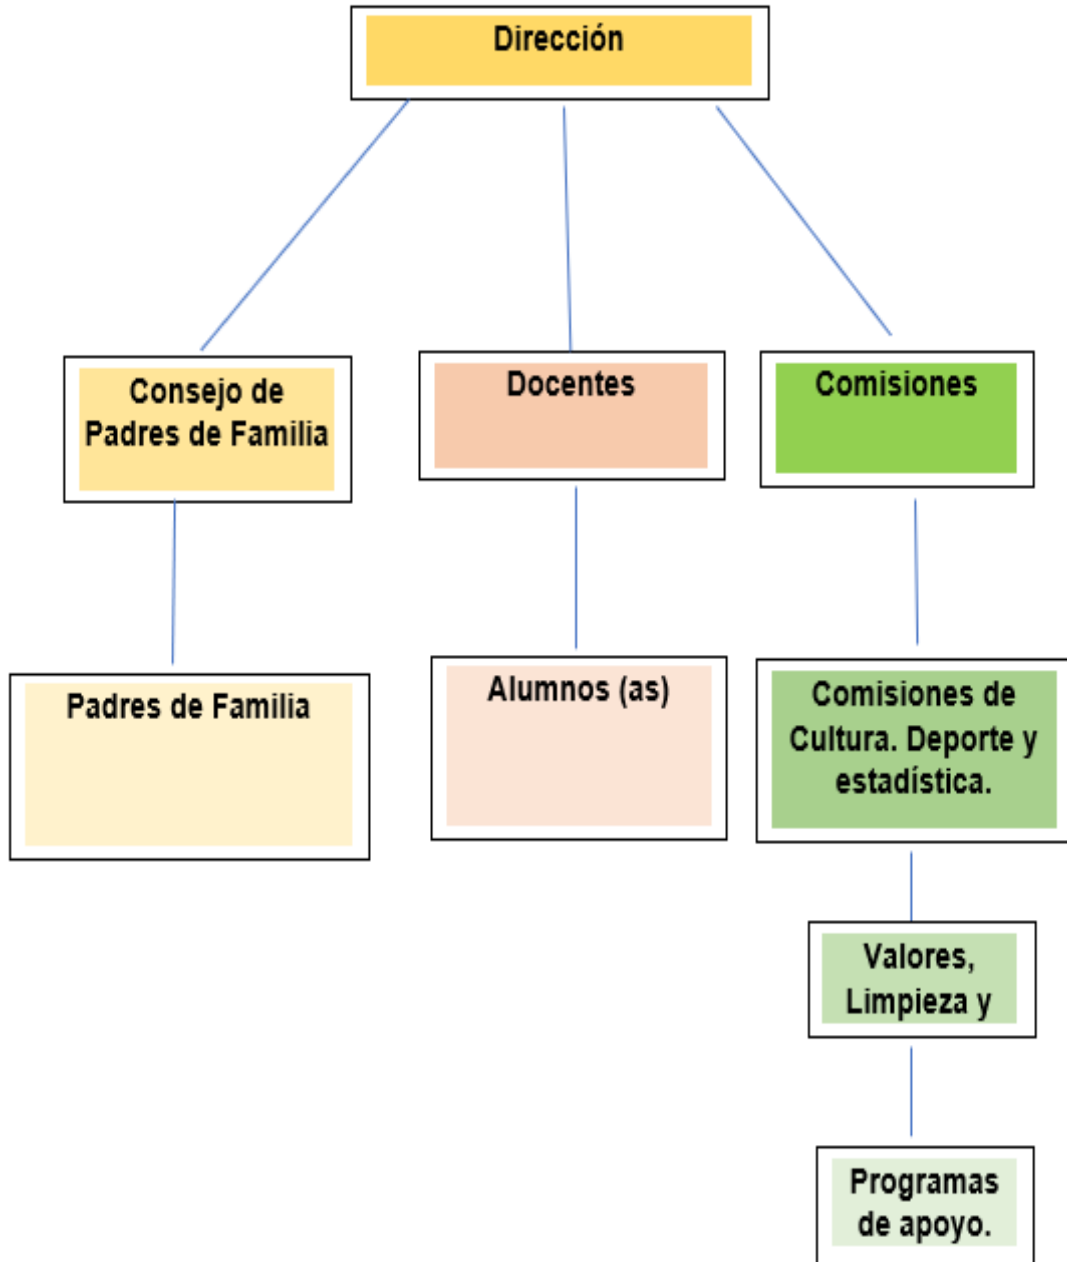 Dirección
Consejo de
Padres de Familia
Docentes
Comisiones
Padres de Familia
Alumnos (as)
Comisiones de
Cultura. Deporte y
estadística.
Valores,
Limpieza y
Programas
de apoyo.